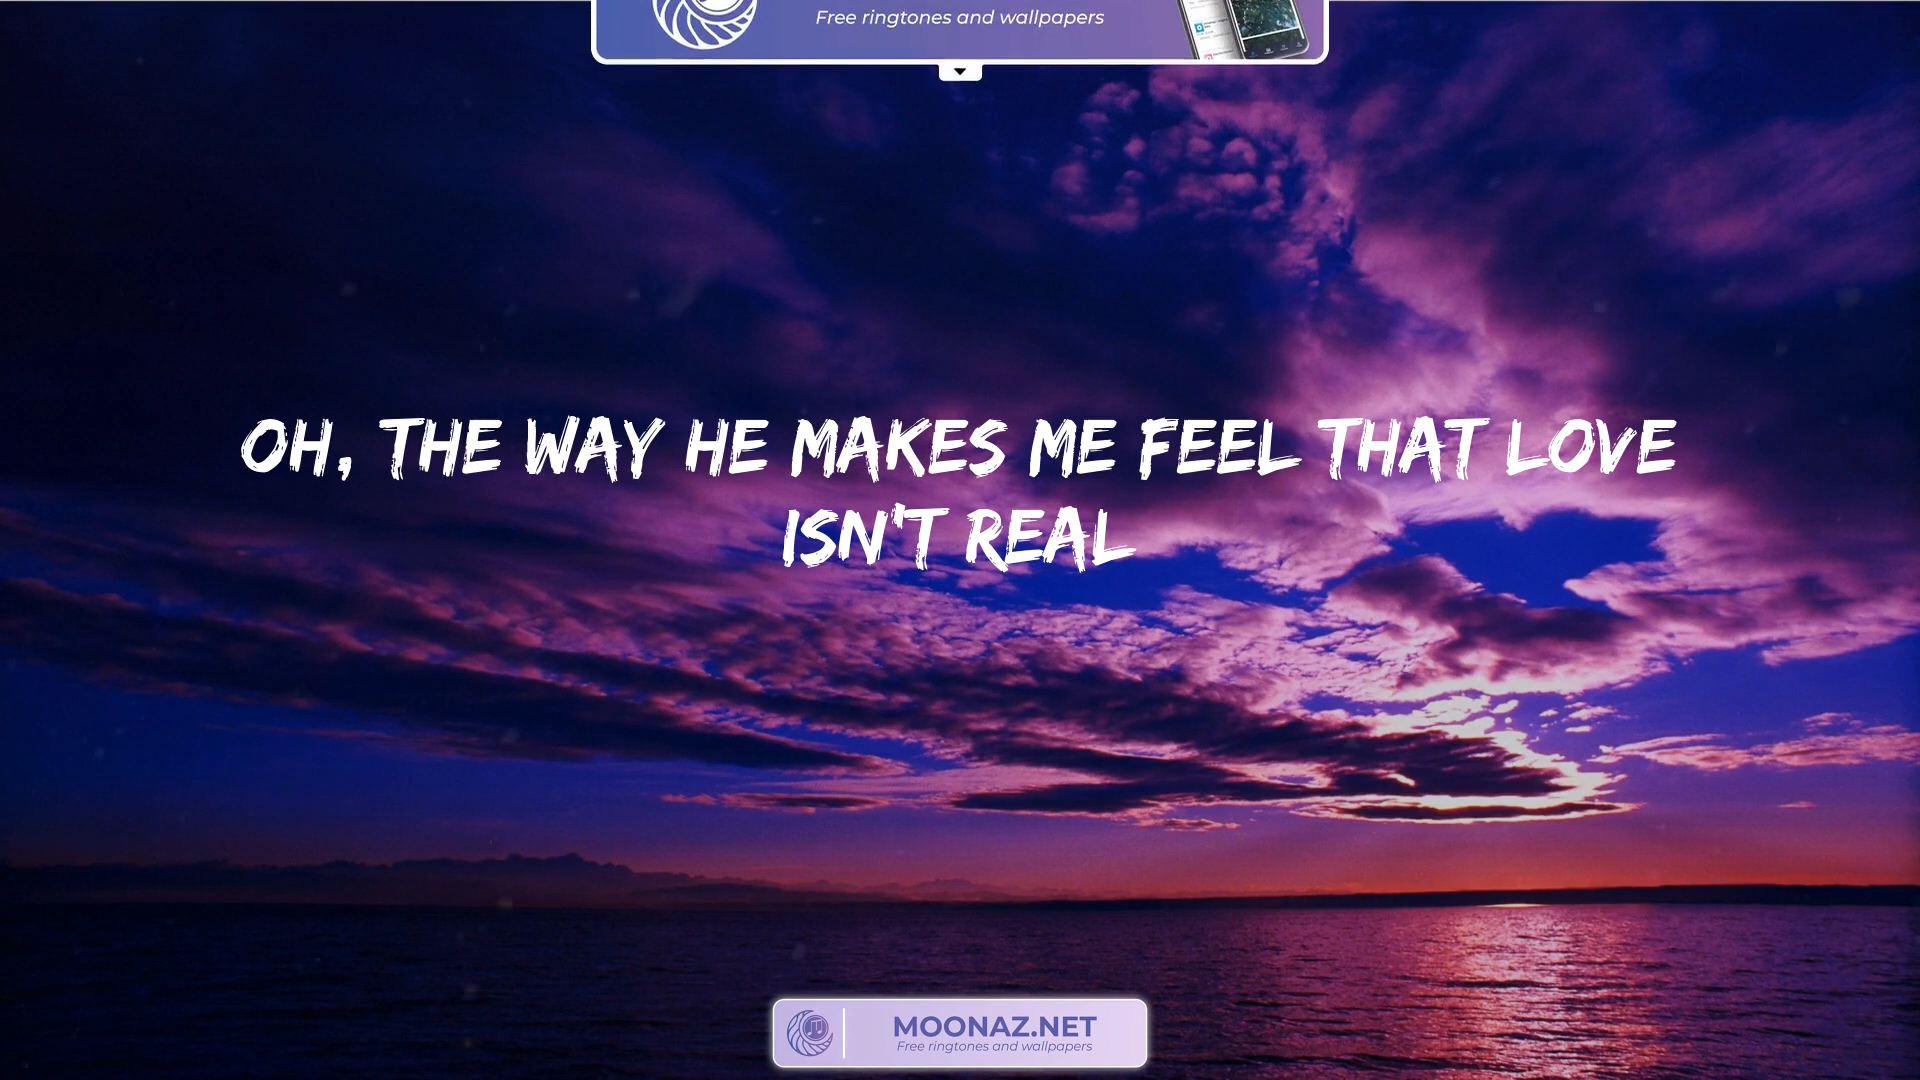 Free ringtones and wallpapers
OH, THE WAY HE MAKES ME FEEL THAT LOVE
ISN'T REAL
MOONAZ.NET
Free ringtones and wallpapers